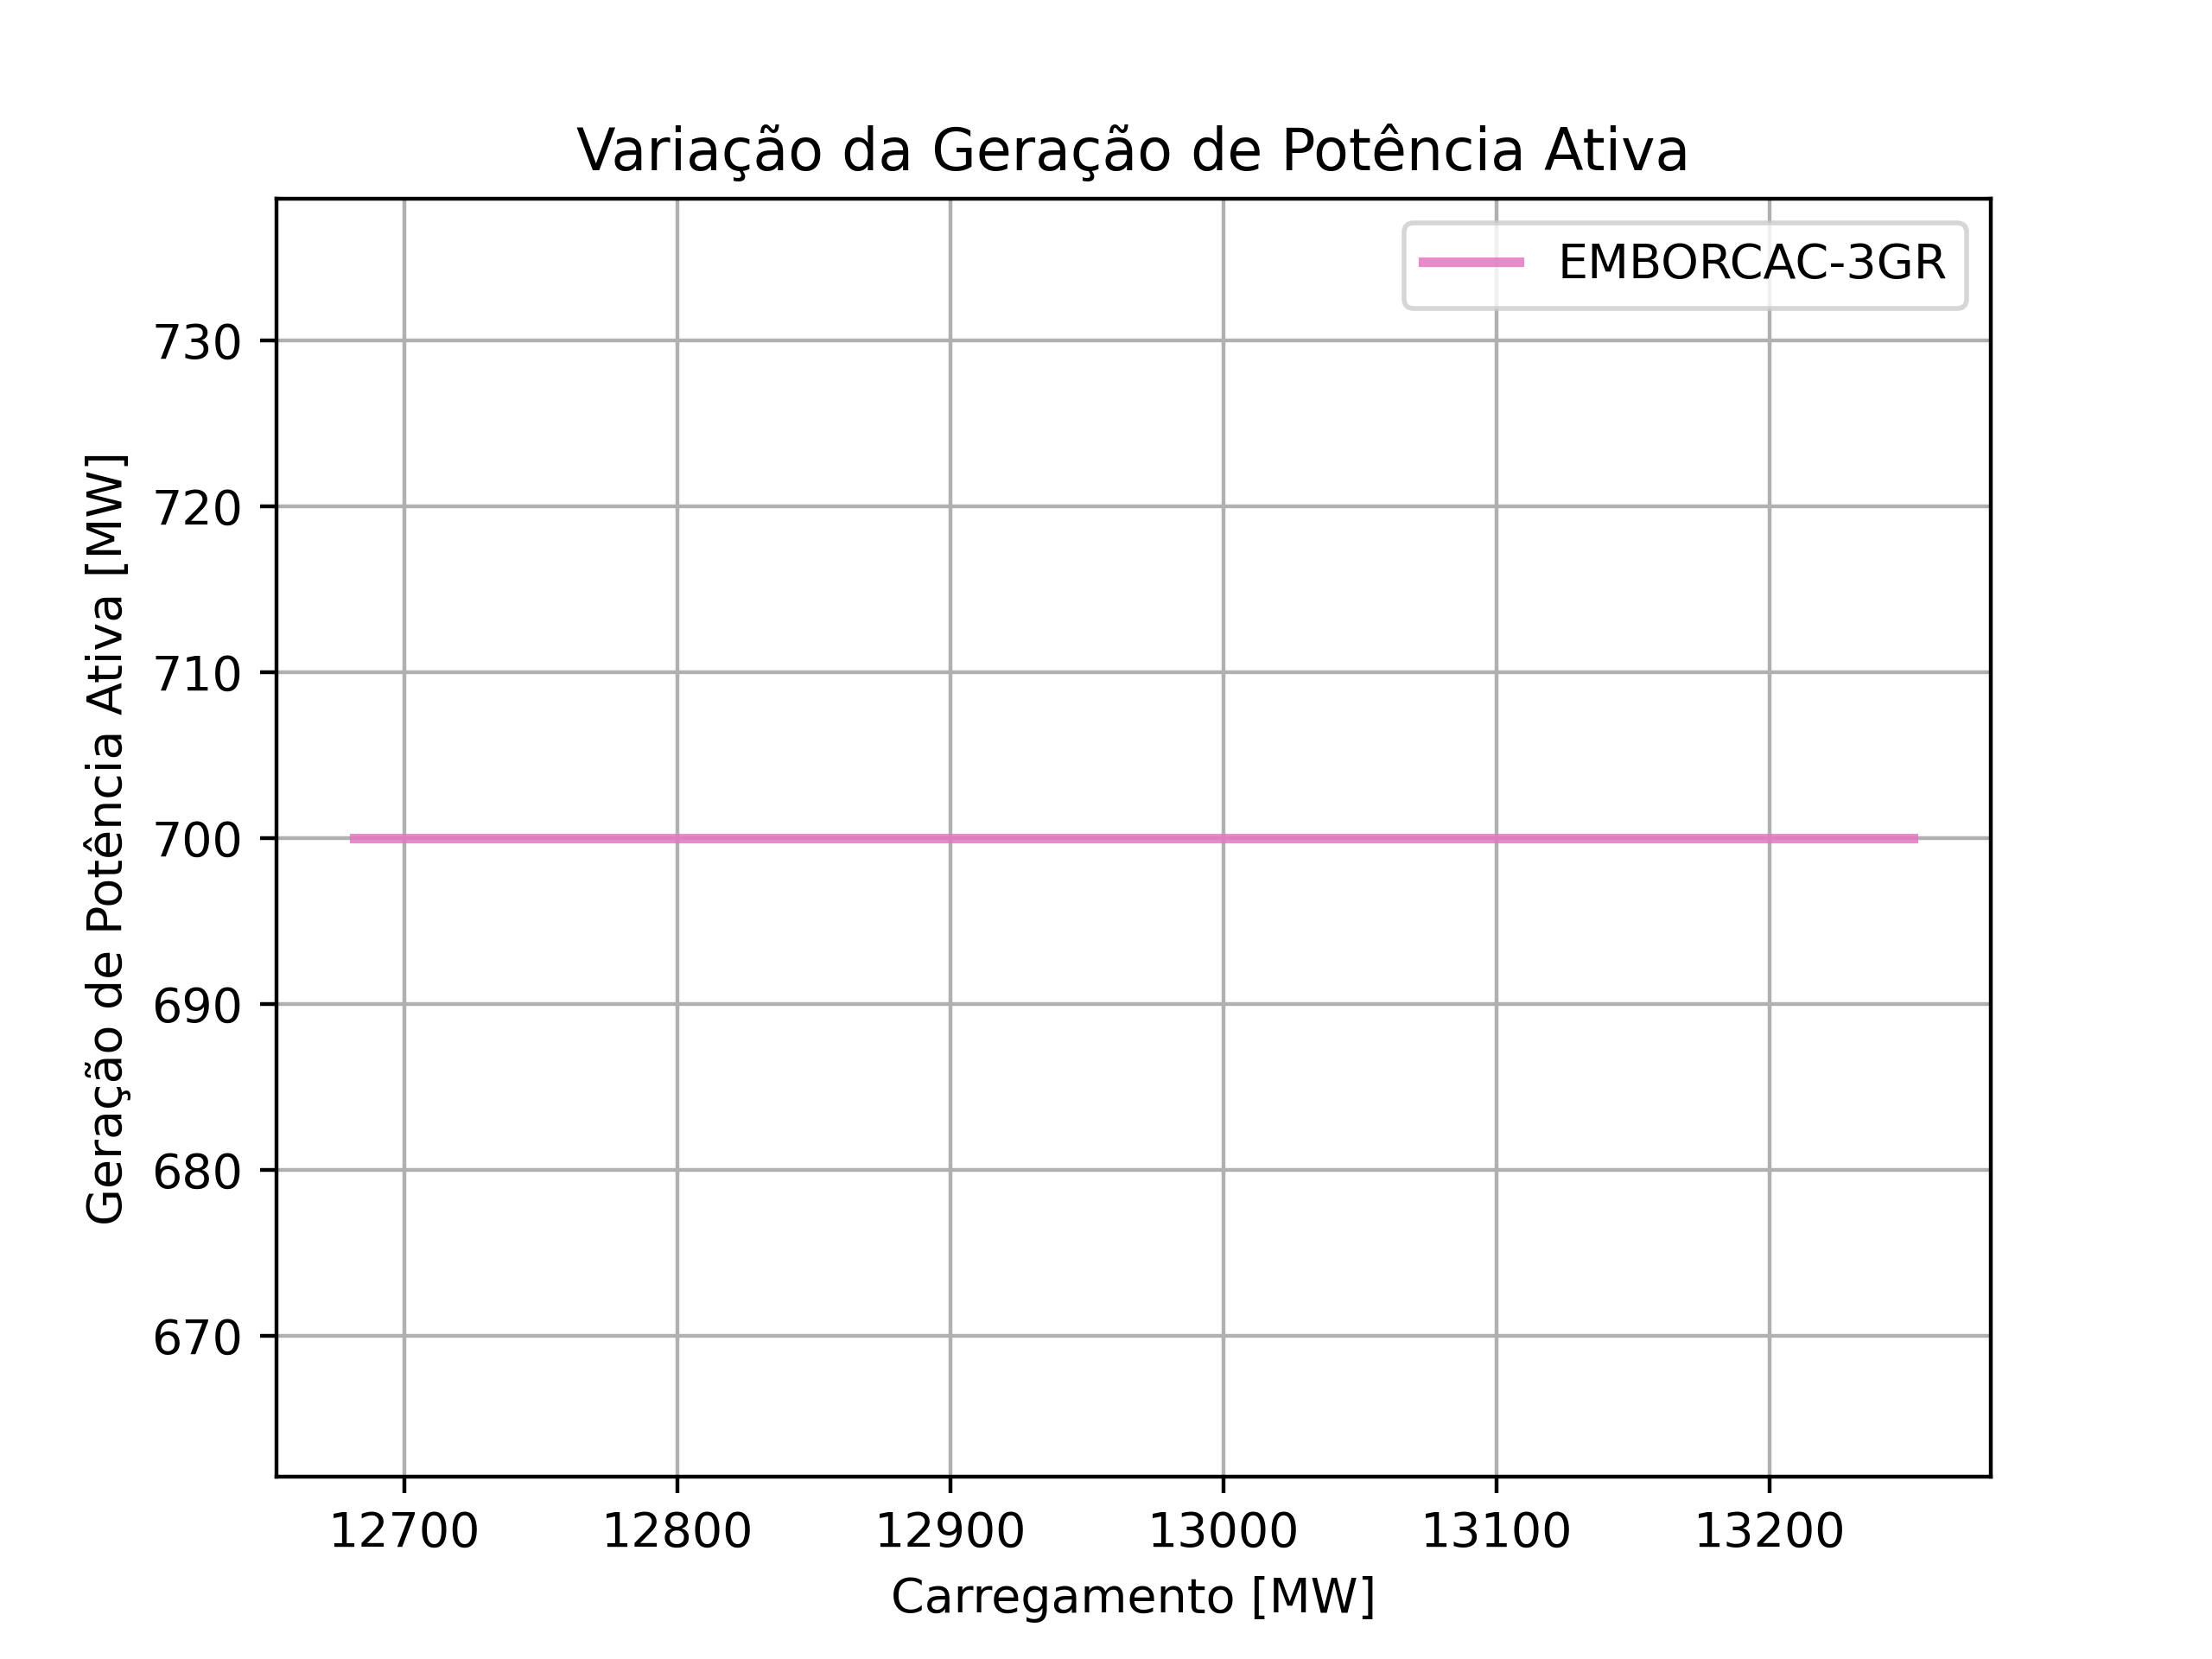 Variação da Geração de Potência Ativa
EMBORCAC-3GR
Geração de Potência Ativa [MW]
730
720
710
700
690
680
670
12700 12800 12900 13000 13100 13200
Carregamento [MW]